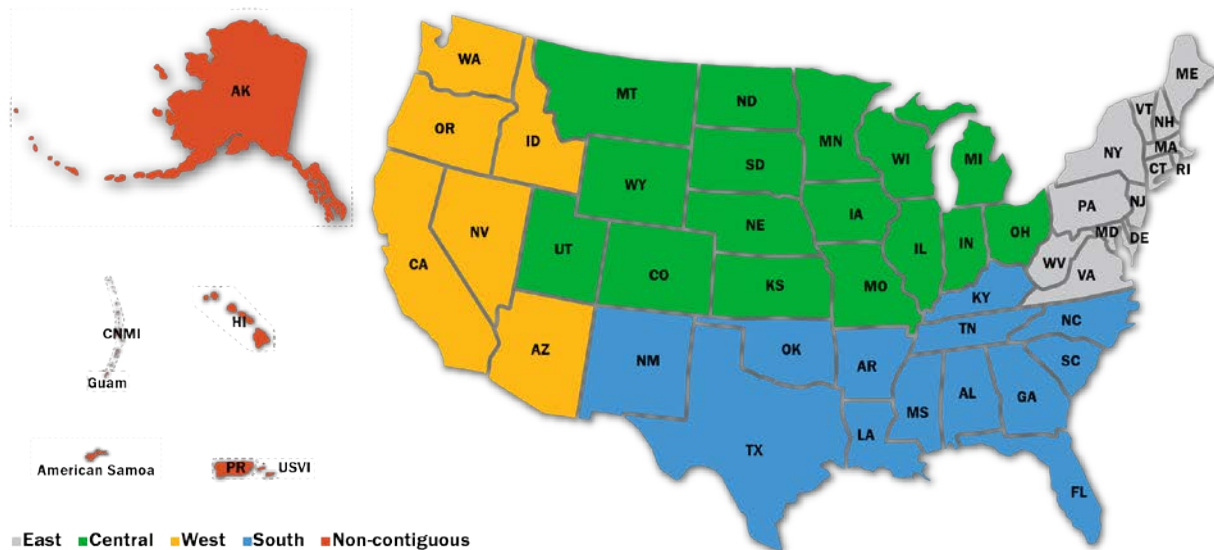 AK
CNMI
HI
Guam
American Samoa
PR
USVI
WA
MT
ND
ME
OR
ID
MN
VT
NH
WI
MI
NY
MA
SD
CT
RI
WY
PA
NJ
NE
IA
MD
DE
NV
UT
IL
IN
OH
WV
CA
CO
KS
MO
VA
KY
NC
TN
AZ
OK
AR
SC
NM
MS
AL
GA
LA
TX
FL
East
Central
West
South
Non-contiguous